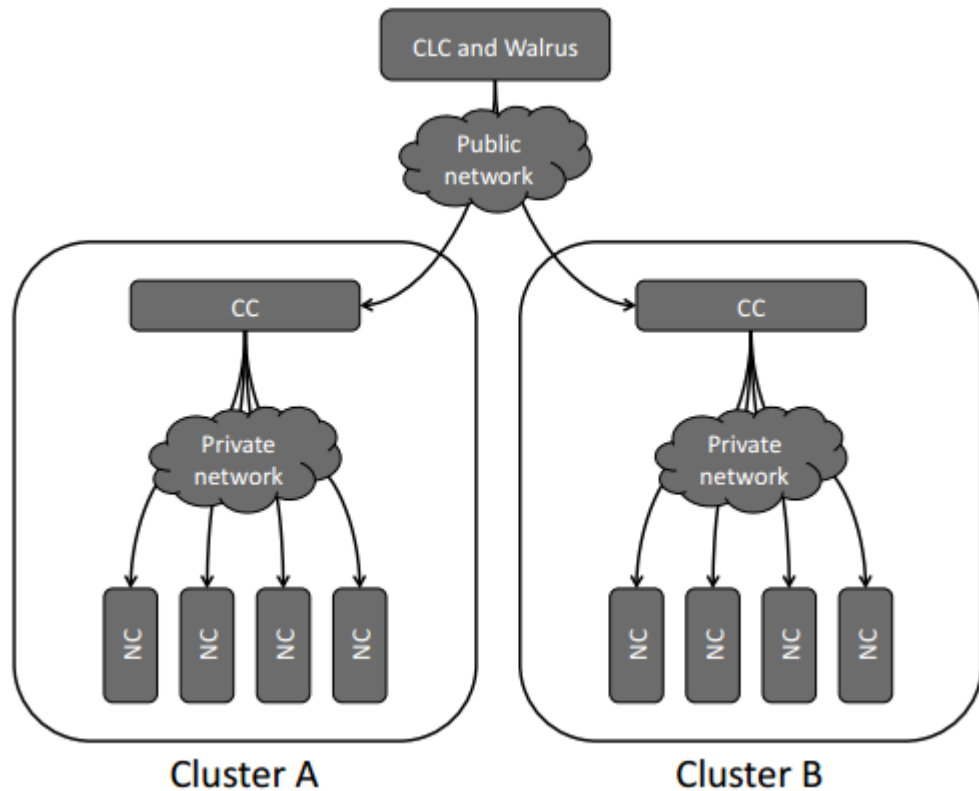 CLC and Walrus
Public
network
CC
CC
Private
network
Private
network
NC
NC
NC
NC
NC
NC
NC
NC
Cluster A
Cluster B